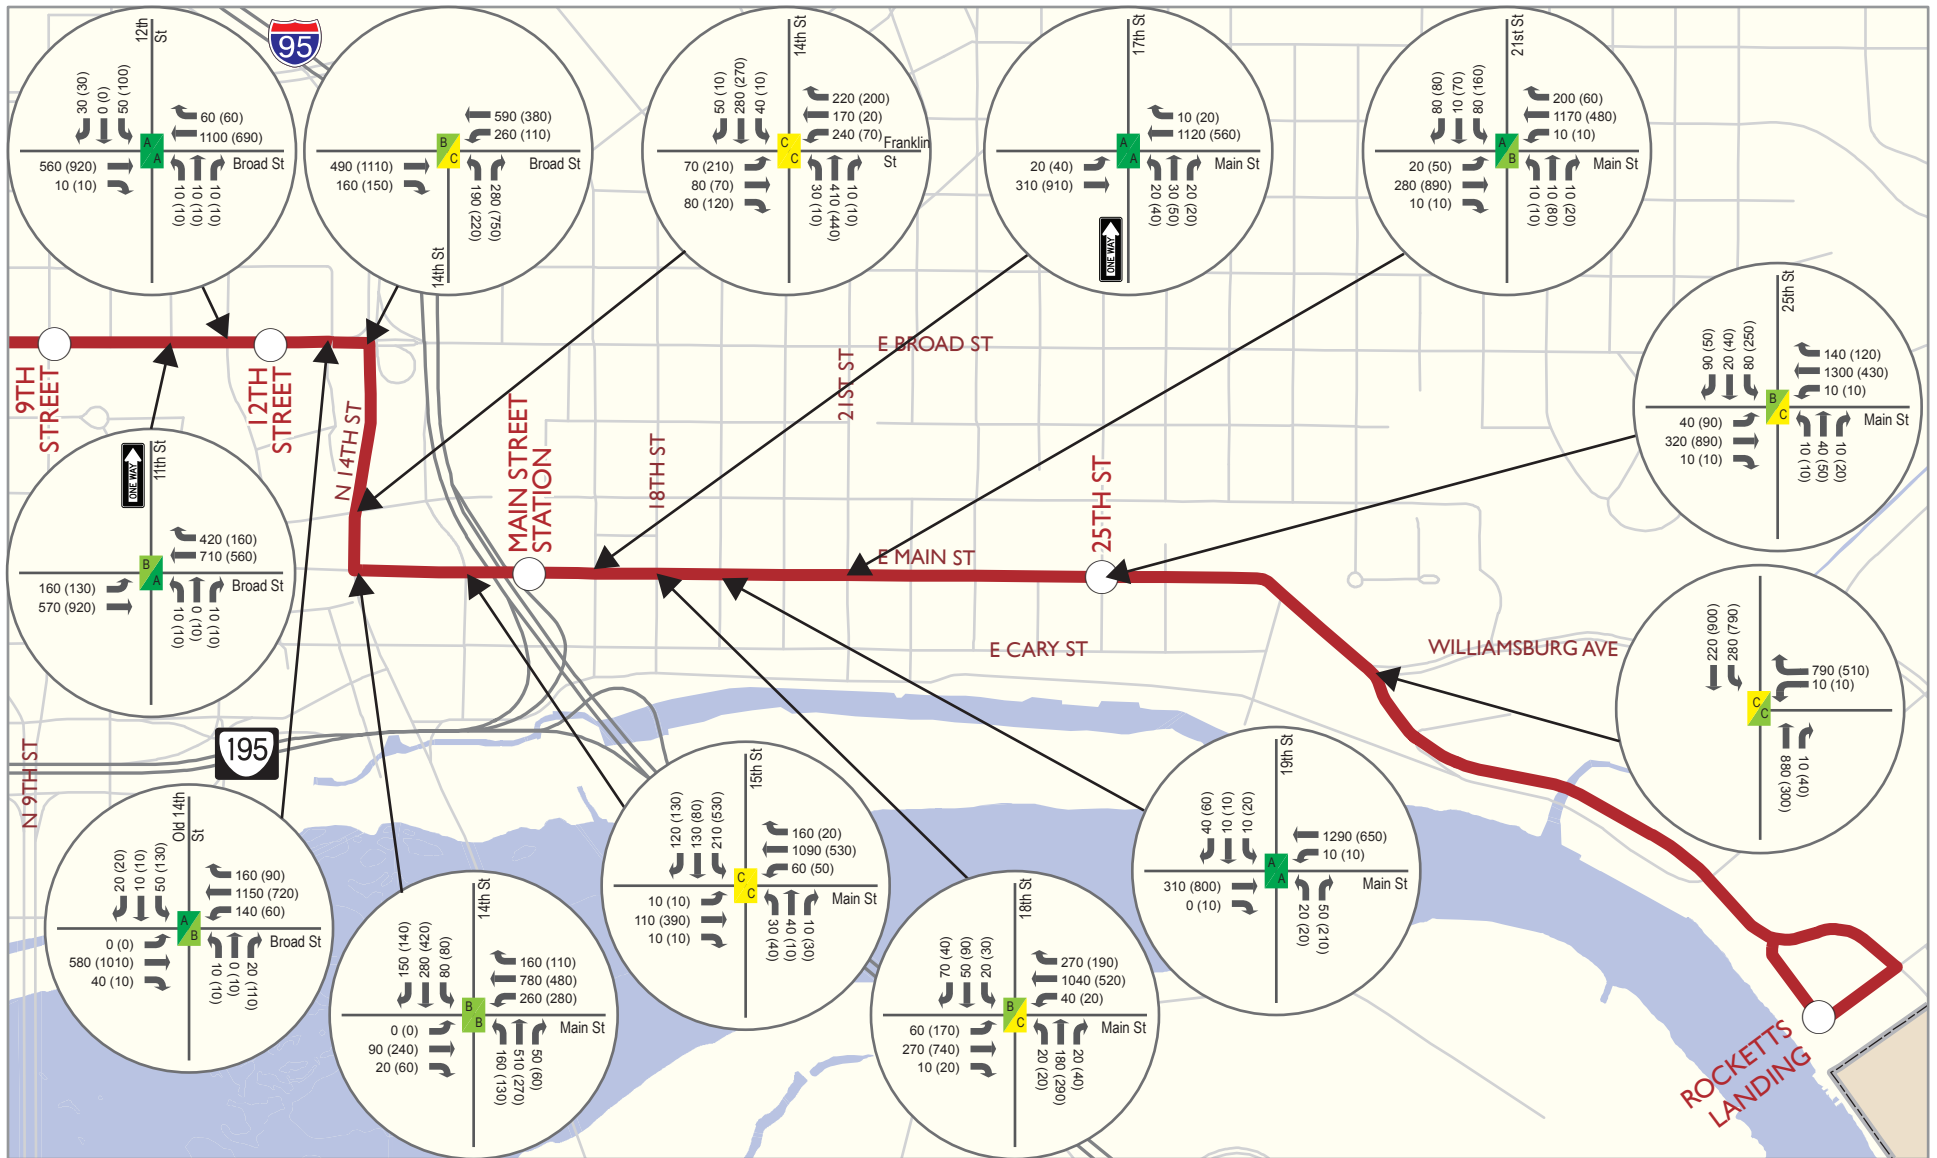 12th
St
30 (30)
0 (0)
50 (100)
60 (60)
1100 (690)
A
A
560 (920)
10 (10)
Broad St
10 (10)
10 (10)
10 (10)
95
590 (380)
260 (110)
B
C
490 (1110)
160 (150)
Broad St
190 (220)
280 (750)
14th St
14th St
50 (10)
280 (270)
40 (10)
220 (200)
170 (20)
240 (70)
Franklin
St
C
C
70 (210)
80 (70)
80 (120)
30 (10)
410 (440)
10 (10)
17th St
10 (20)
1120 (560)
A
A
20 (40)
310 (910)
Main St
20 (40)
30 (50)
20 (20)
ONE WAY
21st St
80 (80)
10 (70)
80 (160)
200 (60)
1170 (480)
10 (10)
A
B
20 (50)
280 (890)
10 (10)
Main St
10 (10)
10 (80)
10 (20)
25th St
90 (50)
20 (40)
80 (250)
140 (120)
1300 (430)
10 (10)
B
C
40 (90)
320 (890)
10 (10)
Main St
10 (10)
40 (50)
10 (20)
9TH
STREET
12TH
STREET
N 14TH ST
MAIN STREET
STATION
18TH ST
21ST ST
E BROAD ST
25TH ST
E MAIN ST
E CARY ST
WILLIAMSBURG AVE
ONE WAY
11th St
420 (160)
710 (560)
B
A
160 (130)
570 (920)
Broad St
10 (10)
0 (10)
10 (10)
220 (900)
280 (790)
790 (510)
10 (10)
C
C
880 (300)
10 (40)
N 9TH ST
195
Old 14th
St
20 (20)
10 (10)
50 (130)
160 (90)
1150 (720)
140 (60)
A
B
0 (0)
580 (1010)
40 (10)
Broad St
10 (10)
0 (10)
20 (110)
14th St
150 (140)
280 (420)
80 (80)
160 (110)
780 (480)
260 (280)
B
B
0 (0)
90 (240)
20 (60)
Main St
160 (130)
510 (270)
50 (60)
15th St
120 (130)
130 (80)
210 (530)
160 (20)
1090 (530)
60 (50)
C
C
10 (10)
110 (390)
10 (10)
Main St
30 (40)
40 (10)
10 (30)
18th St
70 (40)
50 (90)
20 (30)
270 (190)
1040 (520)
40 (20)
B
C
60 (170)
270 (740)
10 (20)
Main St
20 (20)
180 (290)
20 (40)
19th St
40 (60)
10 (10)
10 (20)
1290 (650)
10 (10)
A
A
310 (800)
0 (10)
Main St
20 (20)
50 (210)
ROCKETTS
LANDING